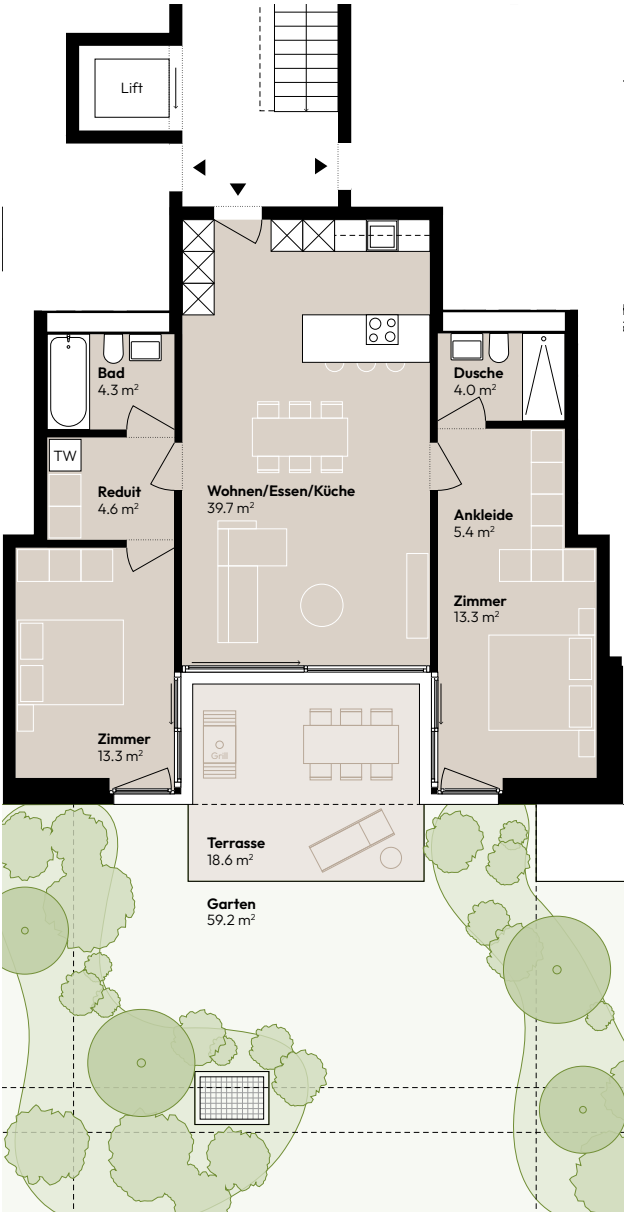 Lift
Bad
4.3 m²
Dusche
4.0 m²
TW
Reduit
4.6 m²
Wohnen/Essen/Küche
39.7 m²
Ankleide
5.4 m²
Zimmer
13.3 m²
Zimmer
13.3 m²
Grill
Terrasse
18.6 m²
Garten
59.2 m²